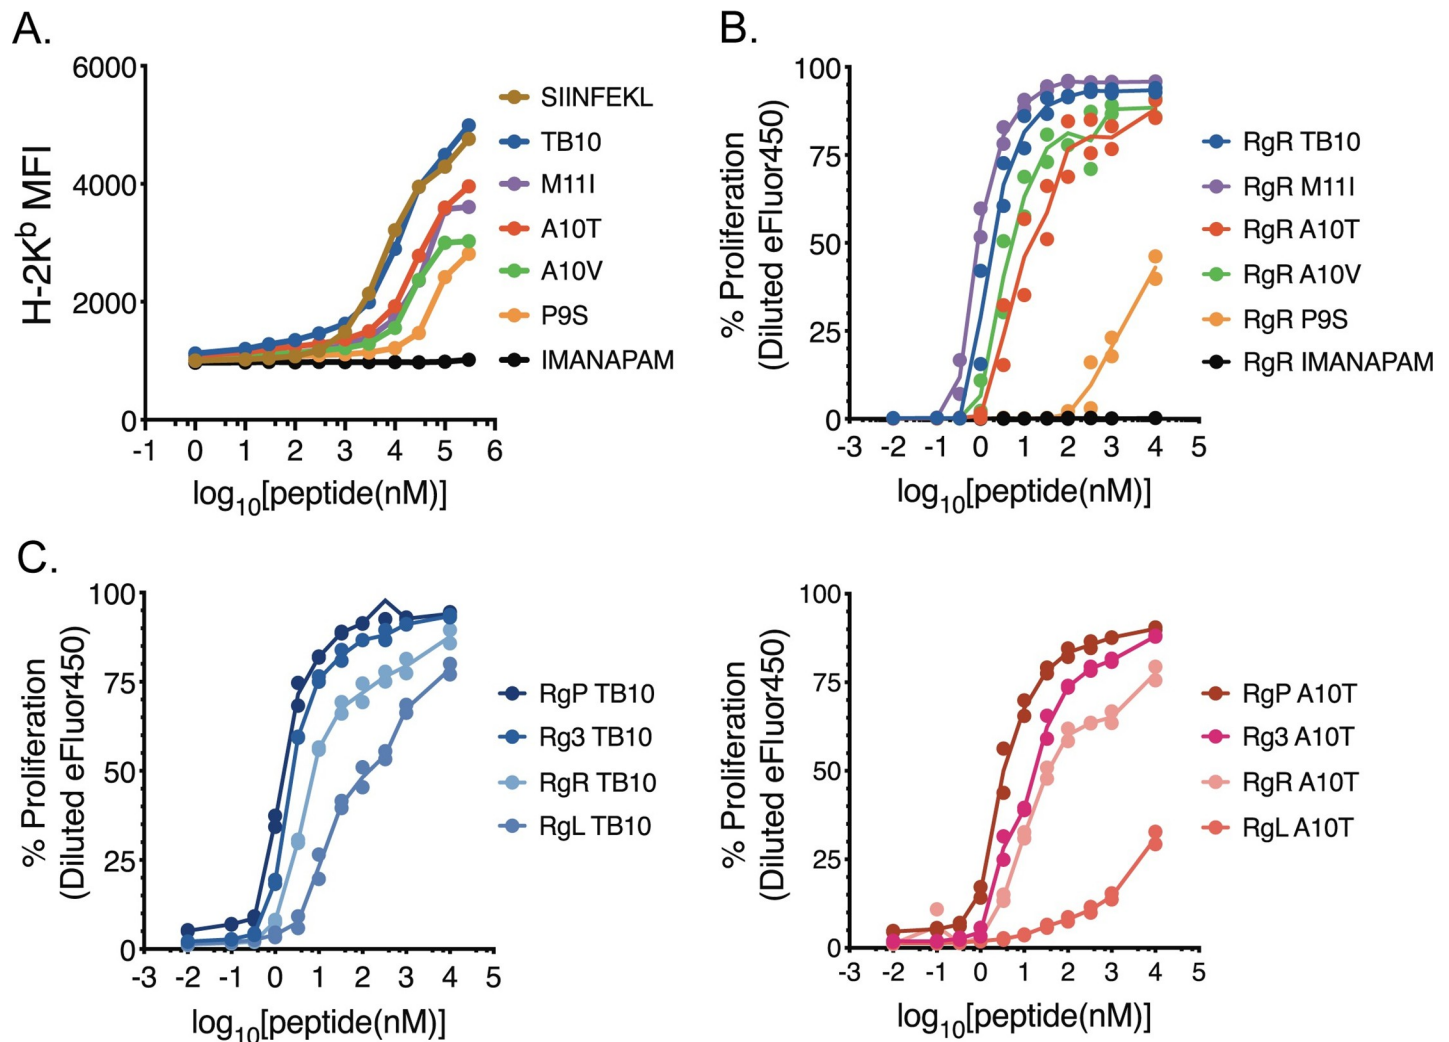 A.
6000
4000
2000
0
H-2Kᵇ MFI
-1 0 1 2 3 4 5 6
log₁₀[peptide(nM)]
SIINFEKL
TB10
M11I
A10T
A10V
P9S
IMANAPAM
B.
100
75
50
25
0
% Proliferation
(Diluted eFluor450)
-3 -2 -1 0 1 2 3 4 5
log₁₀[peptide(nM)]
RgR TB10
RgR M11I
RgR A10T
RgR A10V
RgR P9S
RgR IMANAPAM
C.
100
75
50
25
0
% Proliferation
(Diluted eFluor450)
-3 -2 -1 0 1 2 3 4 5
log₁₀[peptide(nM)]
RgP TB10
Rg3 TB10
RgR TB10
RgL TB10
100
75
50
25
0
% Proliferation
(Diluted eFluor450)
-3 -2 -1 0 1 2 3 4 5
log₁₀[peptide(nM)]
RgP A10T
Rg3 A10T
RgR A10T
RgL A10T